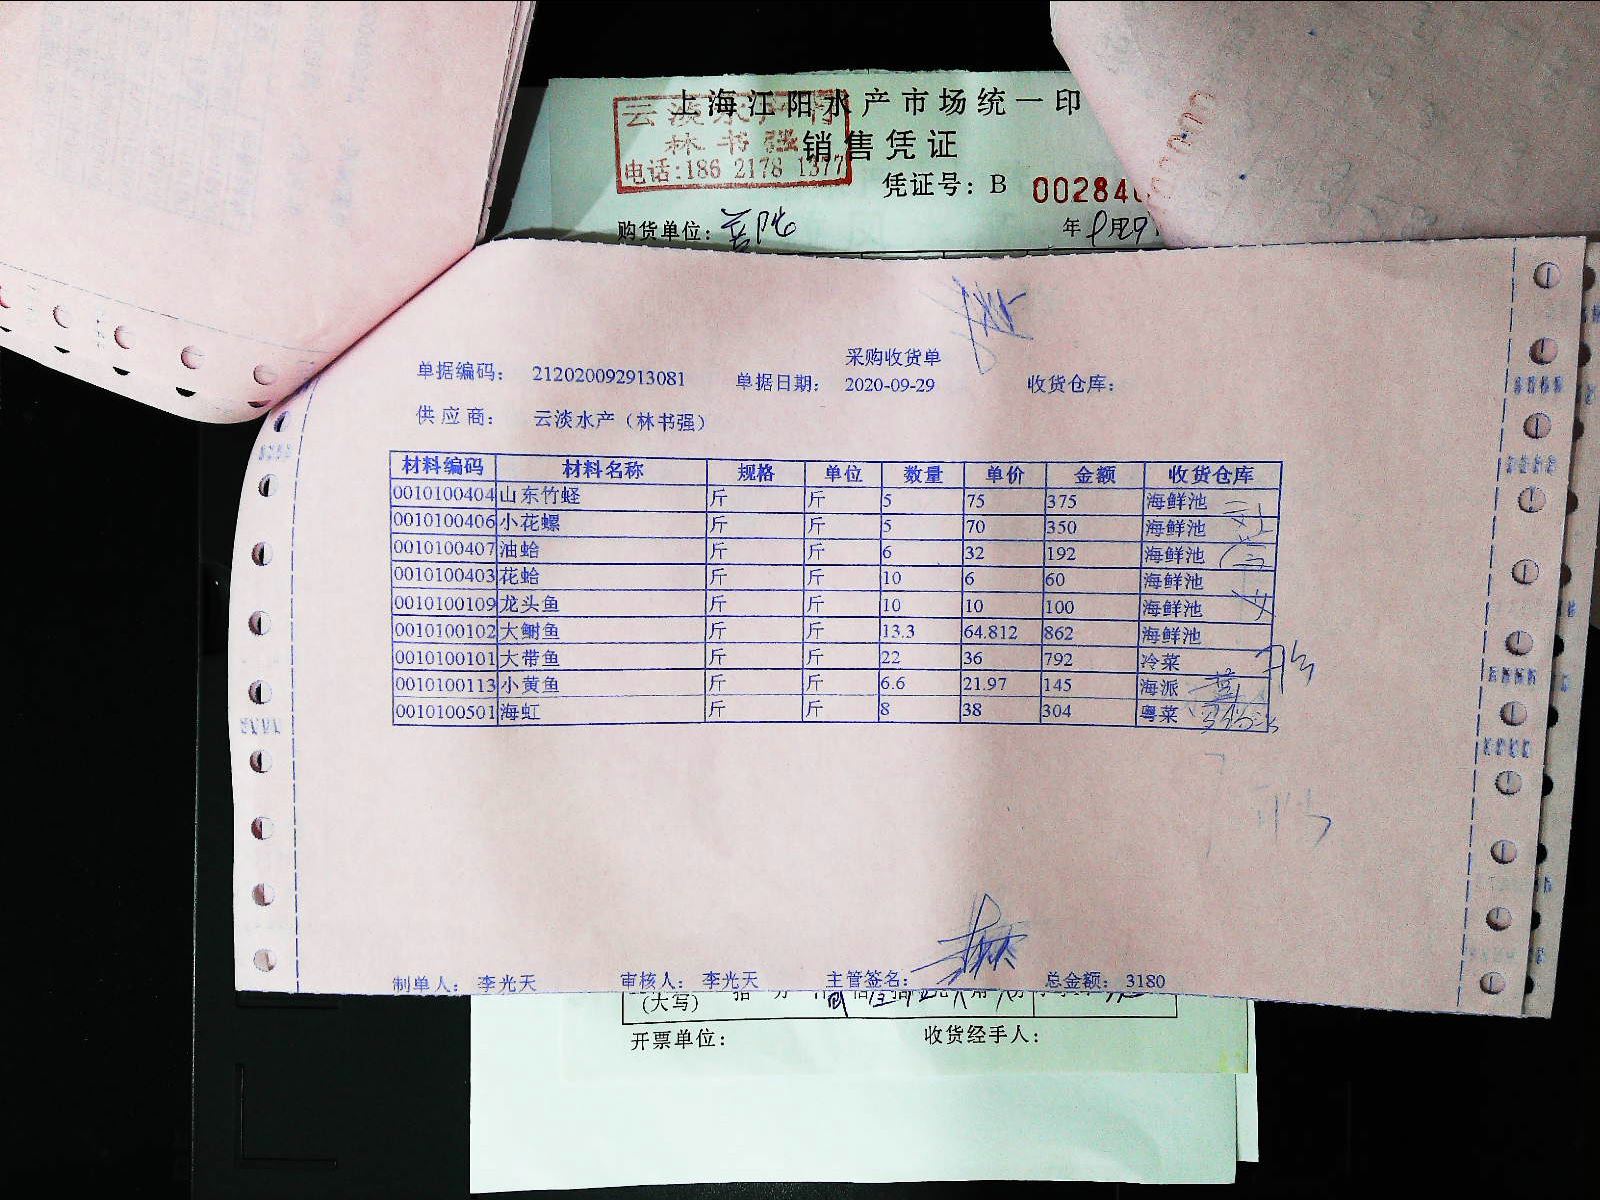 上海江阳水产市场统一印
云淡水产行
林书强
销售凭证
电话:186 2178 1377
凭证号：B 00284
购货单位：
年 9月29
采购收货单
单据编码： 212020092913081 单据日期： 2020-09-29 收货仓库：
供应商： 云淡水产（林书强）
材料编码 材料名称 规格 单位 数量 单价 金额 收货仓库
0010100404 山东竹蛏 斤 斤 5 75 375 海鲜池
0010100406 小花螺 斤 斤 5 70 350 海鲜池
0010100407 油蛤 斤 斤 6 32 192 海鲜池
0010100403 花蛤 斤 斤 10 6 60 海鲜池
0010100109 龙头鱼 斤 斤 10 10 100 海鲜池
0010100102 大鲥鱼 斤 斤 13.3 64.812 862 海鲜池
0010100101 大带鱼 斤 斤 22 36 792 冷菜
0010100113 小黄鱼 斤 斤 6.6 21.97 145 海派
0010100501 海虹 斤 斤 8 38 304 粤菜
制单人： 李光天 审核人： 李光天 主管签名： 总金额： 3180
(大写)
开票单位： 收货经手人：